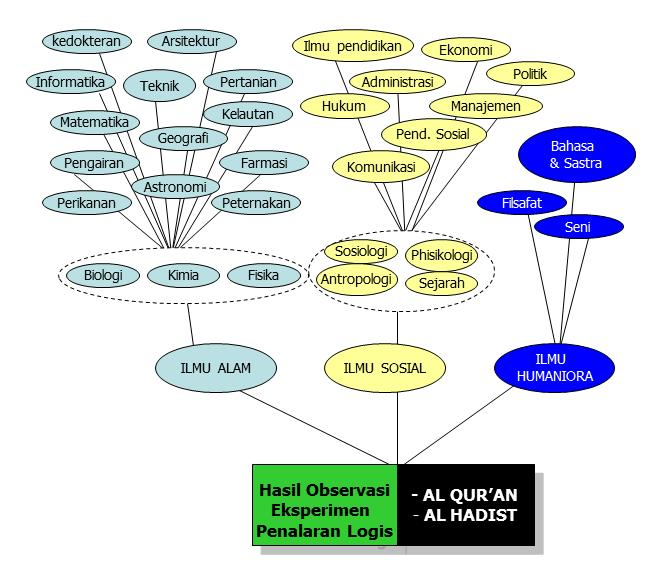 kedokteran
Arsitektur
Ilmu pendidikan
Ekonomi
Informatika
Teknik
Pertanian
Administrasi
Politik
Matematika
Kelautan
Hukum
Manajemen
Geografi
Pend. Sosial
Bahasa
& Sastra
Pengairan
Farmasi
Komunikasi
Astronomi
Perikanan
Peternakan
Filsafat
Seni
Sosiologi
Phisikologi
Biologi
Kimia
Fisika
Antropologi
Sejarah
ILMU ALAM
ILMU SOSIAL
ILMU
HUMANIORA
Hasil Observasi
Eksperimen
Penalaran Logis
- AL QUR’AN
- AL HADIST